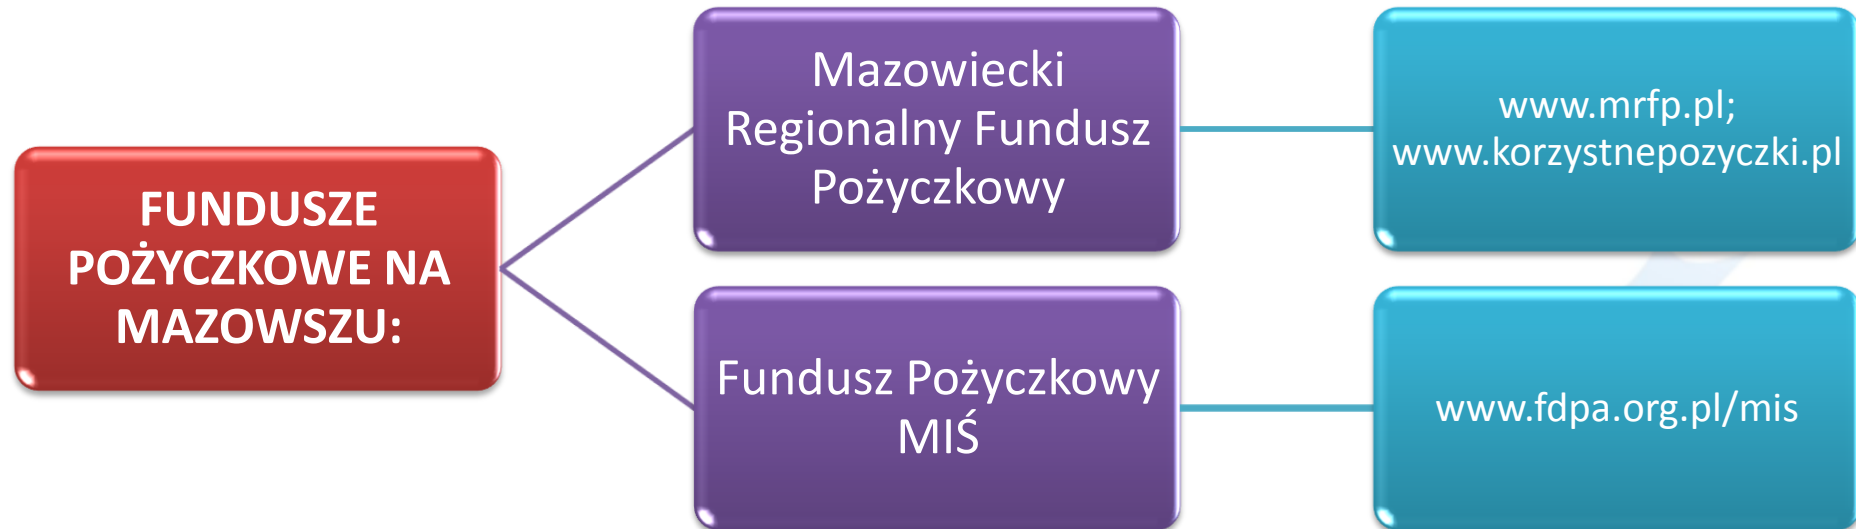 FUNDUSZE
POŻYCZKOWE NA
MAZOWSZU:
Mazowiecki
Regionalny Fundusz
Pożyczkowy
www.mrfp.pl;
www.korzystnepozyczki.pl
Fundusz Pożyczkowy
MIŚ
www.fdpa.org.pl/mis